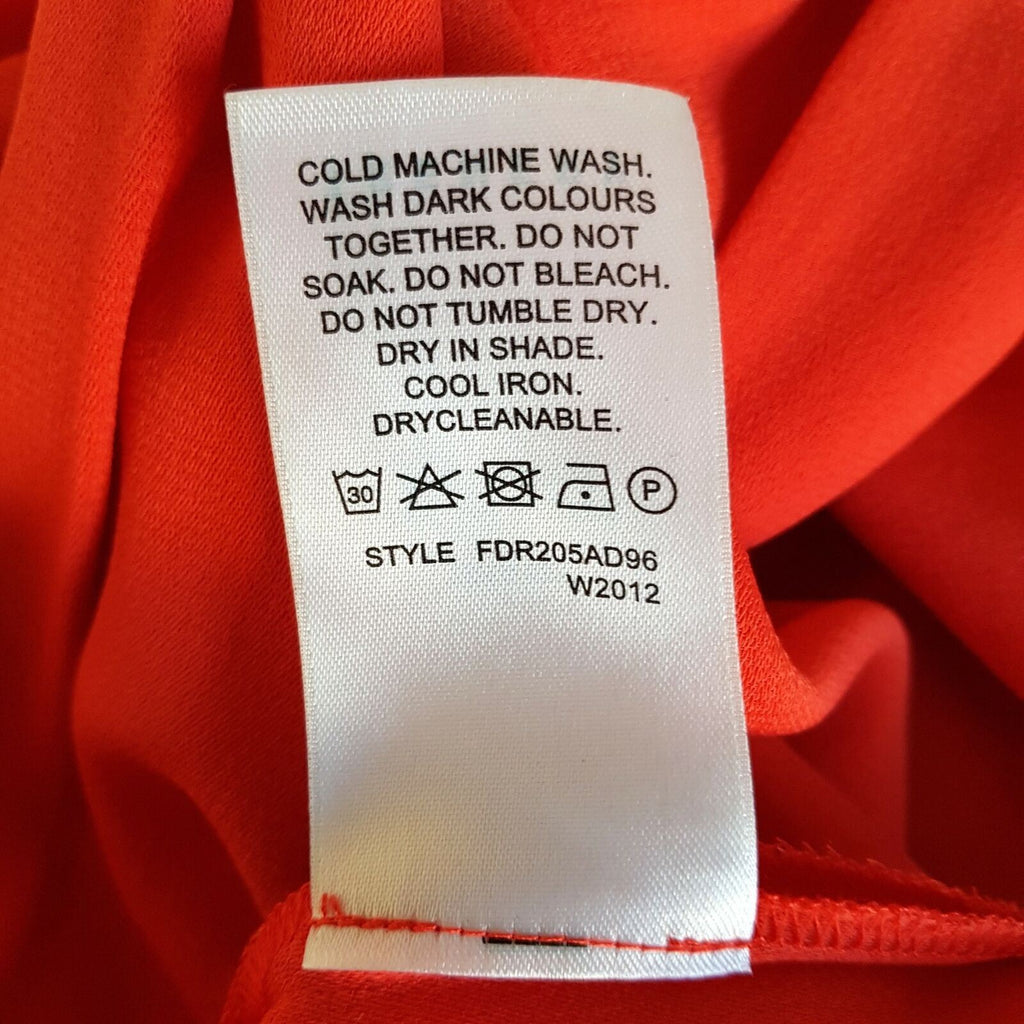 COLD MACHINE WASH.
WASH DARK COLOURS
TOGETHER. DO NOT
SOAK. DO NOT BLEACH.
DO NOT TUMBLE DRY.
DRY IN SHADE.
COOL IRON.
DRYCLEANABLE.
30 P
STYLE FDR205AD96
W2012